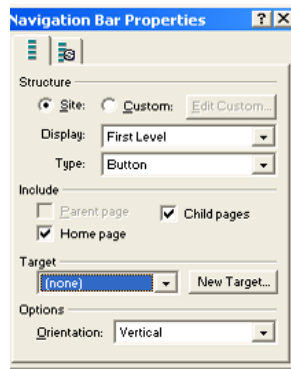 Navigation Bar Properties
Structure
Site: Custom: Edit Custom...
Display: First Level
Type: Button
Include
Parent page Child pages
Home page
Target
(none) New Target...
Options
Orientation: Vertical